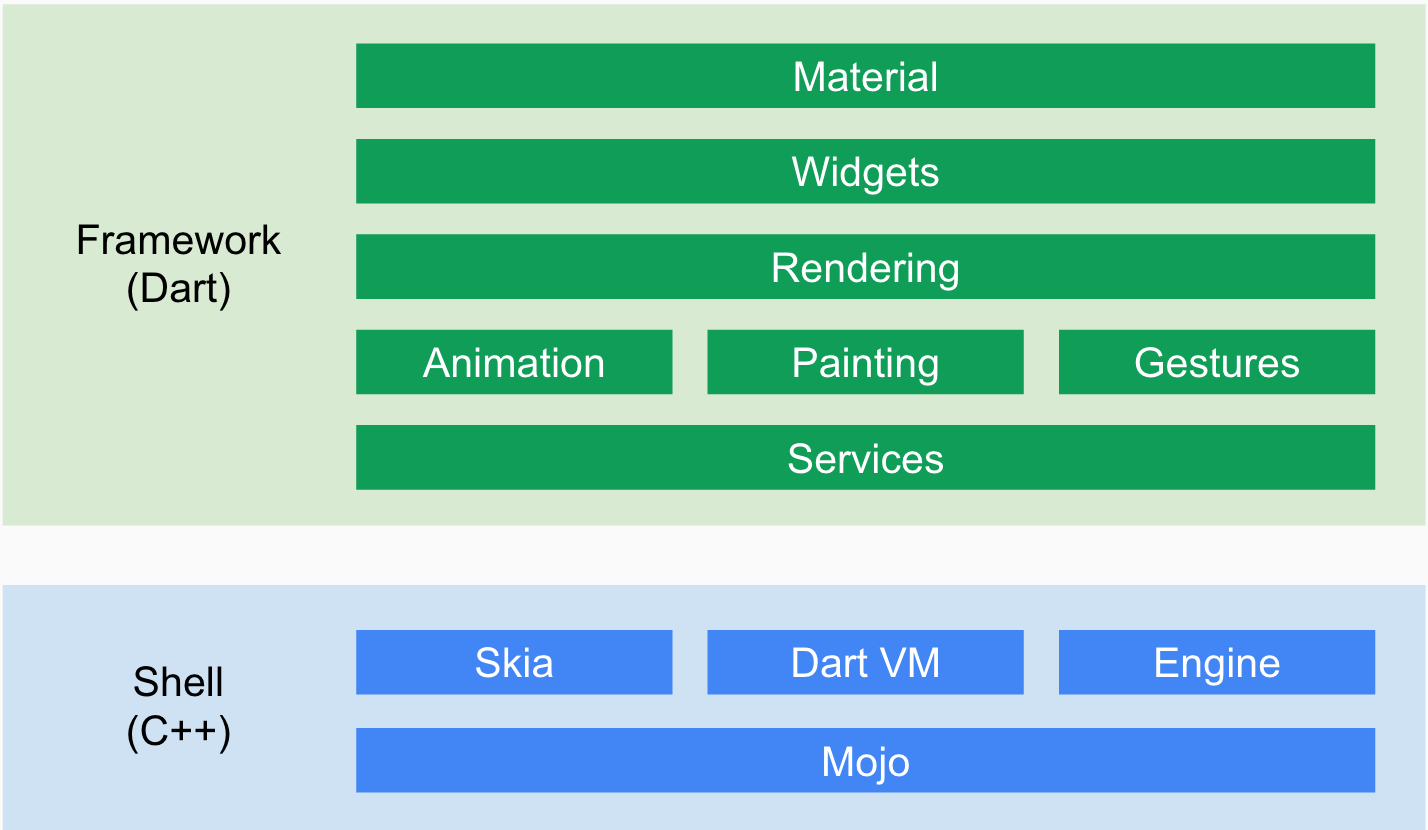 Material
Widgets
Framework
(Dart)
Rendering
Animation
Painting
Gestures
Services
Shell
(C++)
Skia
Dart VM
Engine
Mojo